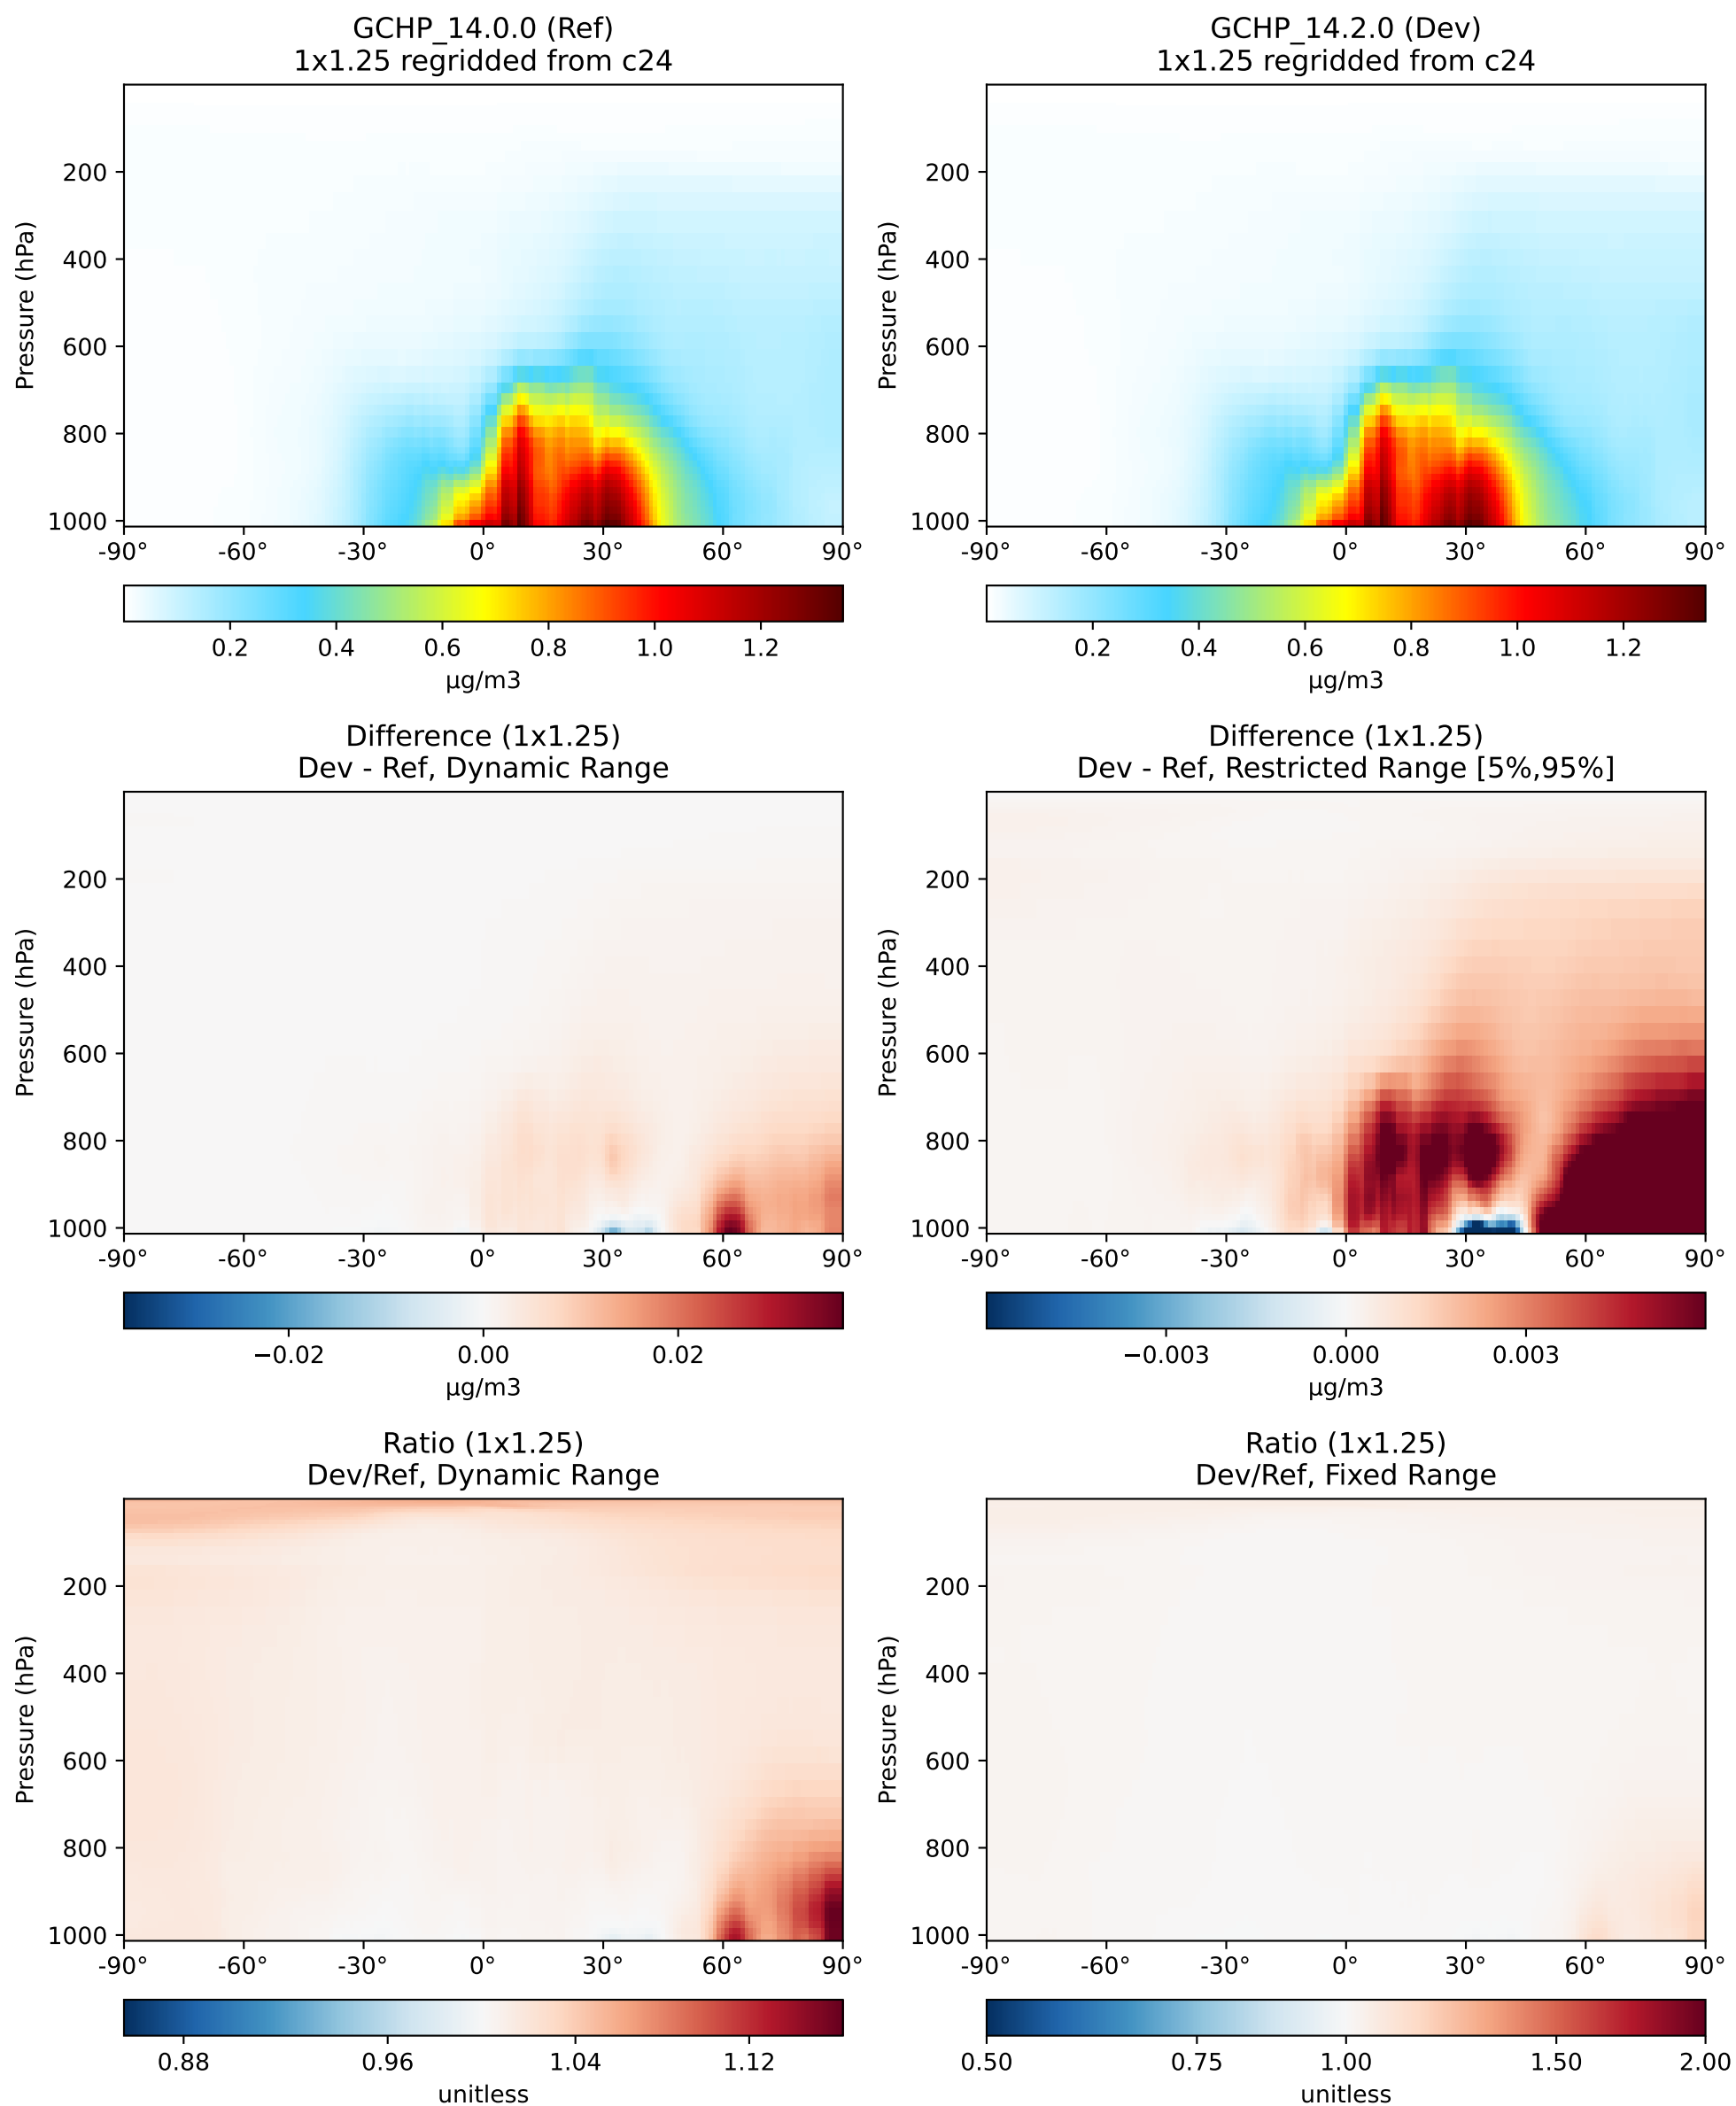 GCHP_14.0.0 (Ref)
1x1.25 regridded from c24
GCHP_14.2.0 (Dev)
1x1.25 regridded from c24
Pressure (hPa)
200
400
600
800
1000
-90° -60° -30° 0° 30° 60° 90°
0.2 0.4 0.6 0.8 1.0 1.2
µg/m3
Pressure (hPa)
200
400
600
800
1000
-90° -60° -30° 0° 30° 60° 90°
0.2 0.4 0.6 0.8 1.0 1.2
µg/m3
Difference (1x1.25)
Dev - Ref, Dynamic Range
Pressure (hPa)
200
400
600
800
1000
-90° -60° -30° 0° 30° 60° 90°
−0.02 0.00 0.02
µg/m3
Difference (1x1.25)
Dev - Ref, Restricted Range [5%,95%]
Pressure (hPa)
200
400
600
800
1000
-90° -60° -30° 0° 30° 60° 90°
−0.003 0.000 0.003
µg/m3
Ratio (1x1.25)
Dev/Ref, Dynamic Range
Pressure (hPa)
200
400
600
800
1000
-90° -60° -30° 0° 30° 60° 90°
0.88 0.96 1.04 1.12
unitless
Ratio (1x1.25)
Dev/Ref, Fixed Range
Pressure (hPa)
200
400
600
800
1000
-90° -60° -30° 0° 30° 60° 90°
0.50 0.75 1.00 1.50 2.00
unitless